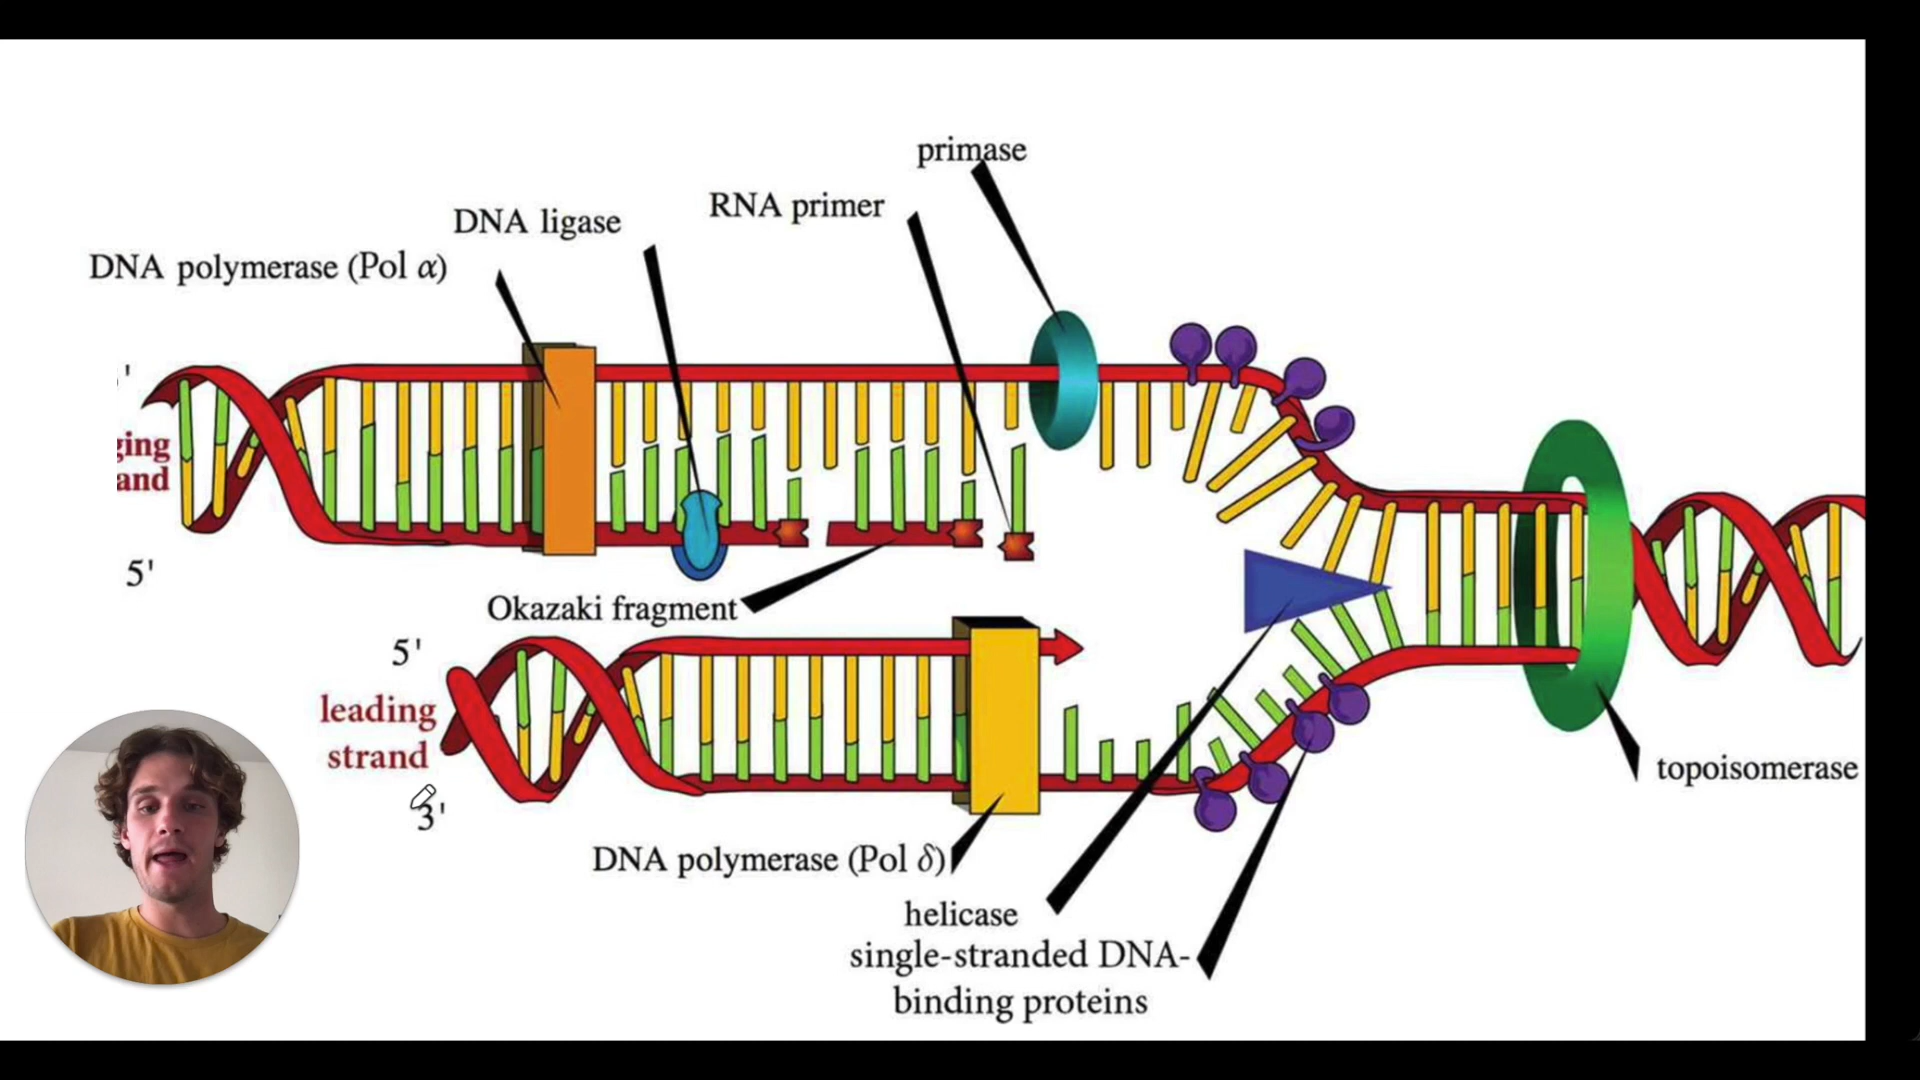 primase
RNA primer
DNA ligase
DNA polymerase (Pol α)
'
ging
and
5'
Okazaki fragment
5'
leading
strand
3'
topoisomerase
DNA polymerase (Pol δ)
helicase
single-stranded DNA-
binding proteins